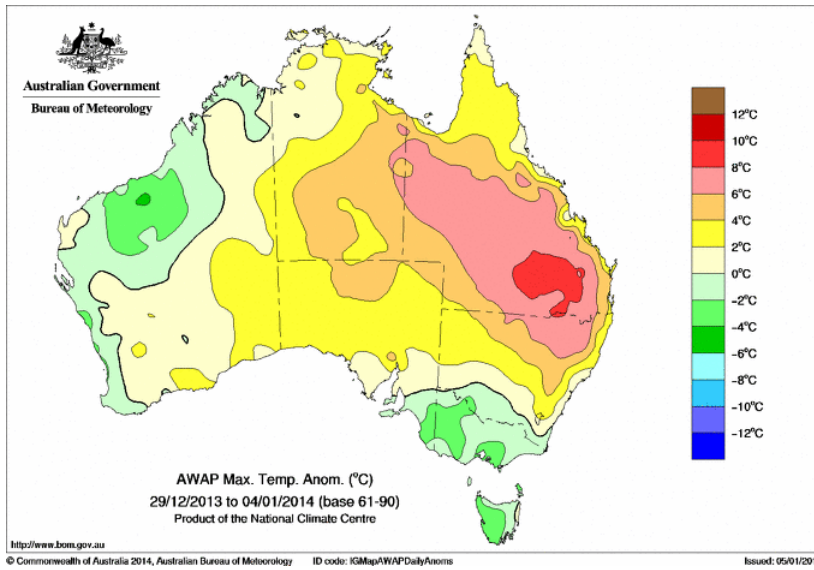 Australian Government
Bureau of Meteorology
12°C
10°C
8°C
6°C
4°C
2°C
0°C
-2°C
-4°C
-6°C
-8°C
-10°C
-12°C
AWAP Max. Temp. Anom. (°C)
29/12/2013 to 04/01/2014 (base 61-90)
Product of the National Climate Centre
http://www.bom.gov.au
© Commonwealth of Australia 2014, Australian Bureau of Meteorology ID code: IGMapAWAPDailyAnoms Issued: 05/01/201